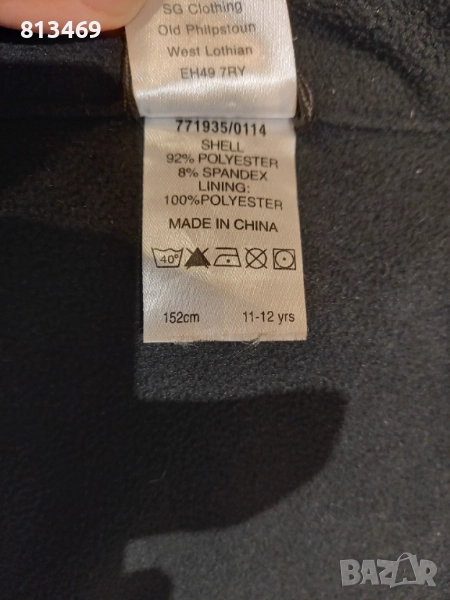 813469
SG Clothing
Old Philpstoun
West Lothian
EH49 7RY
771935/0114
SHELL
92% POLYESTER
8% SPANDEX
LINING:
100%POLYESTER
MADE IN CHINA
40°
152cm 11-12 yrs
BAZAR